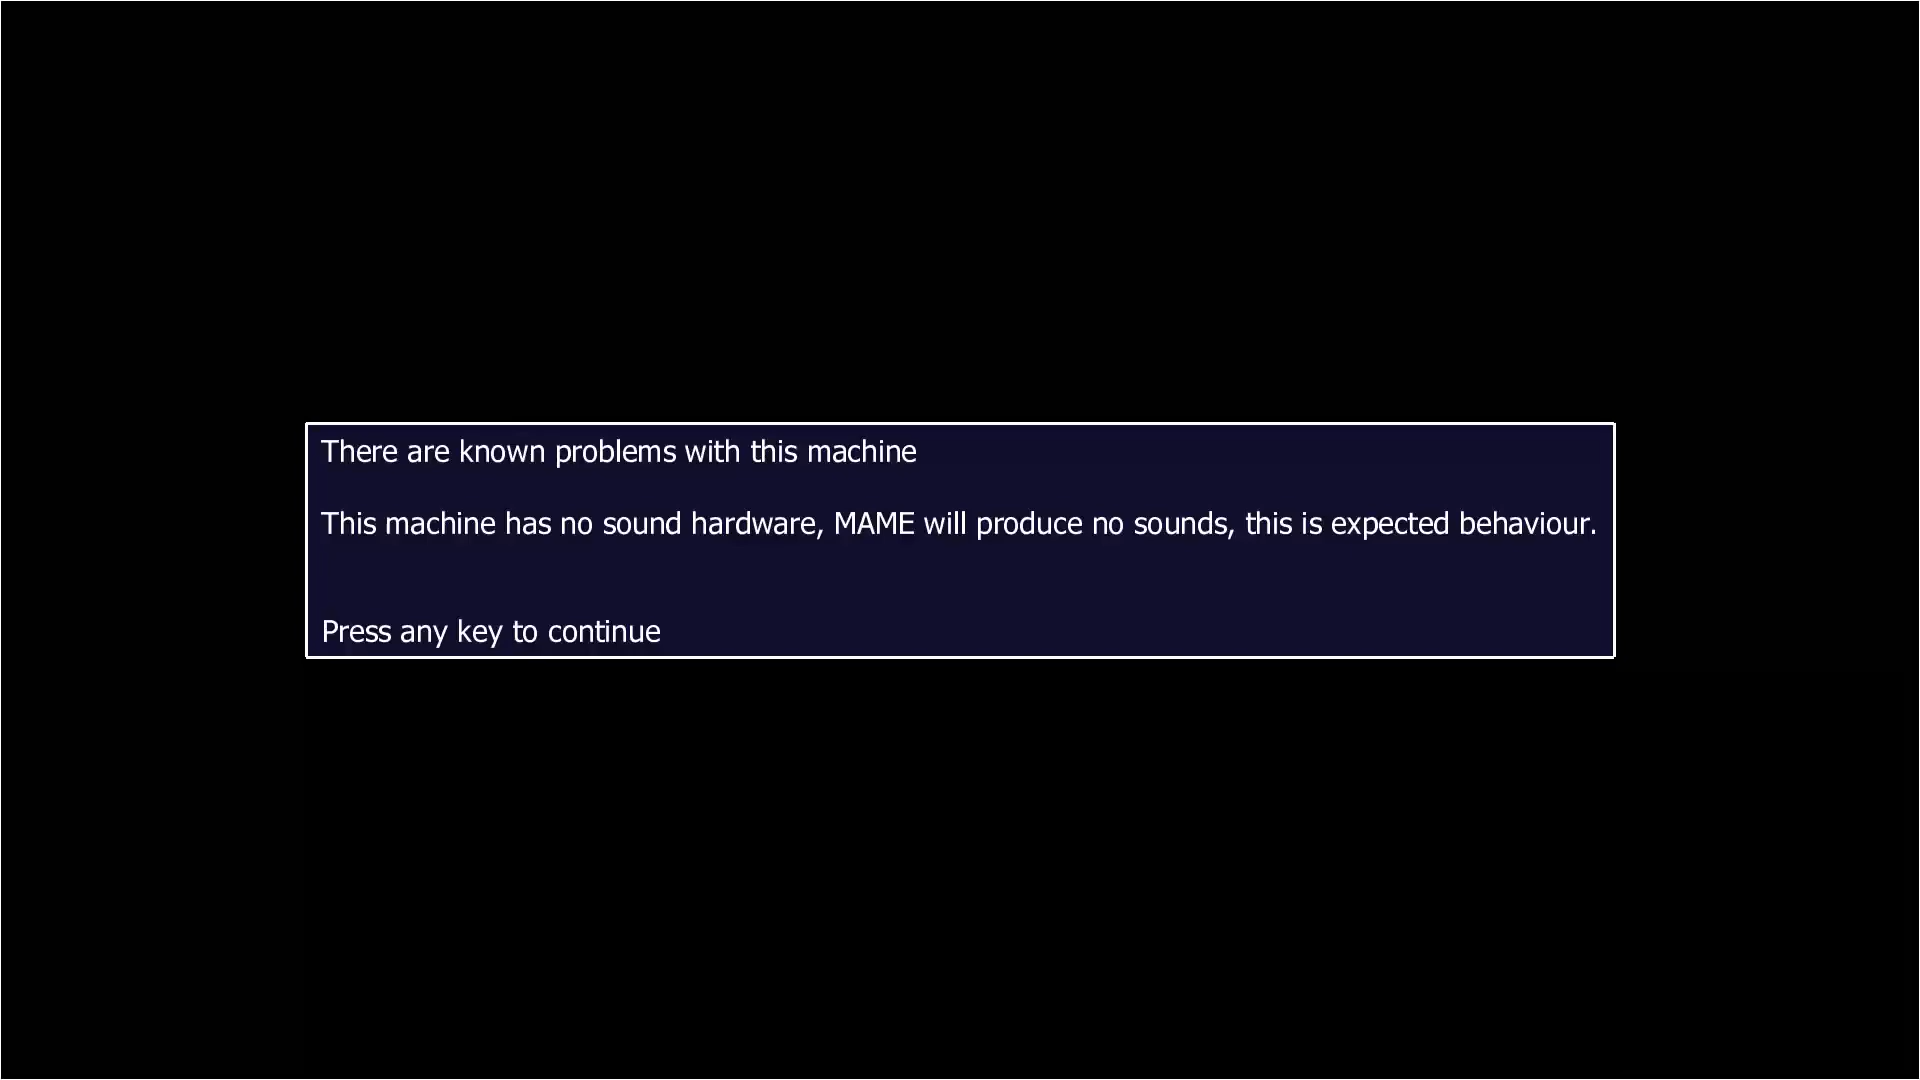 There are known problems with this machine
This machine has no sound hardware, MAME will produce no sounds, this is expected behaviour.
Press any key to continue